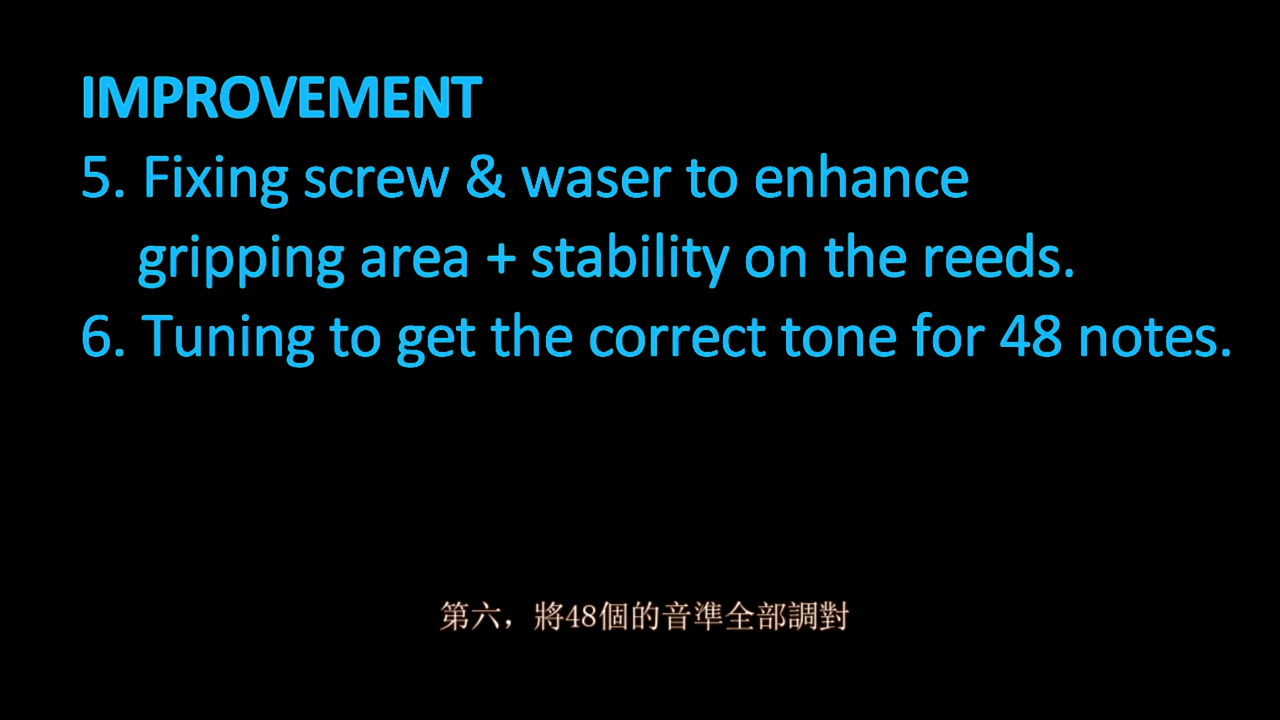 IMPROVEMENT
5. Fixing screw & waser to enhance
gripping area + stability on the reeds.
6. Tuning to get the correct tone for 48 notes.
第六，將48個的音準全部調對